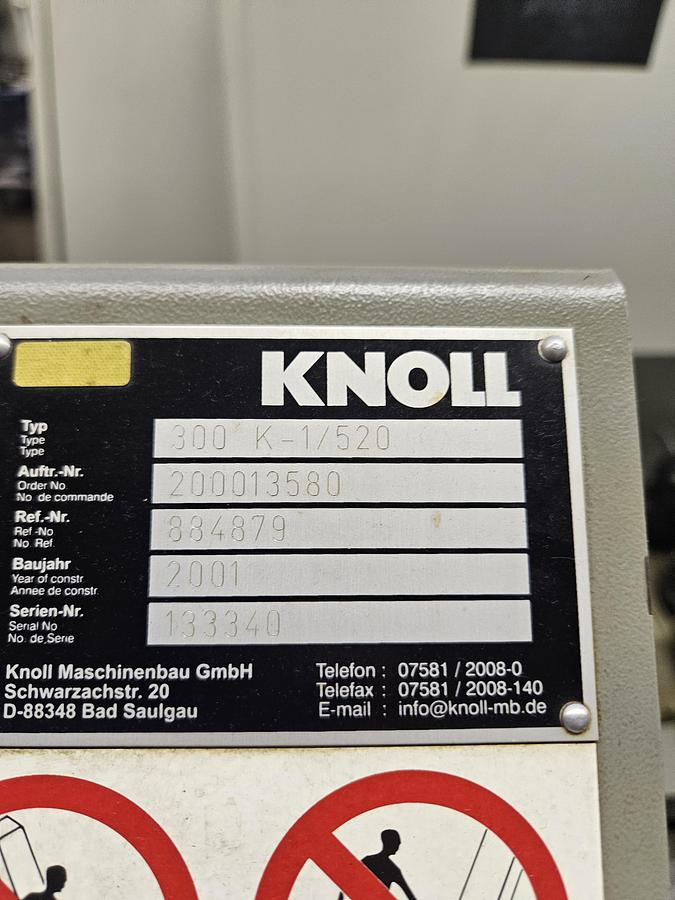 KNOLL
Typ
Type
Type
300 K-1/520
Auftr.-Nr.
Order No
No de commande
200013580
Ref.-Nr.
Ref-No
No. Ref.
884879
Baujahr
Year of constr.
Annee de constr.
2001
Serien-Nr.
Serial No
No. de Serie
133340
Knoll Maschinenbau GmbH
Schwarzachstr. 20
D-88348 Bad Saulgau
Telefon : 07581 / 2008-0
Telefax : 07581 / 2008-140
E-mail : info@knoll-mb.de